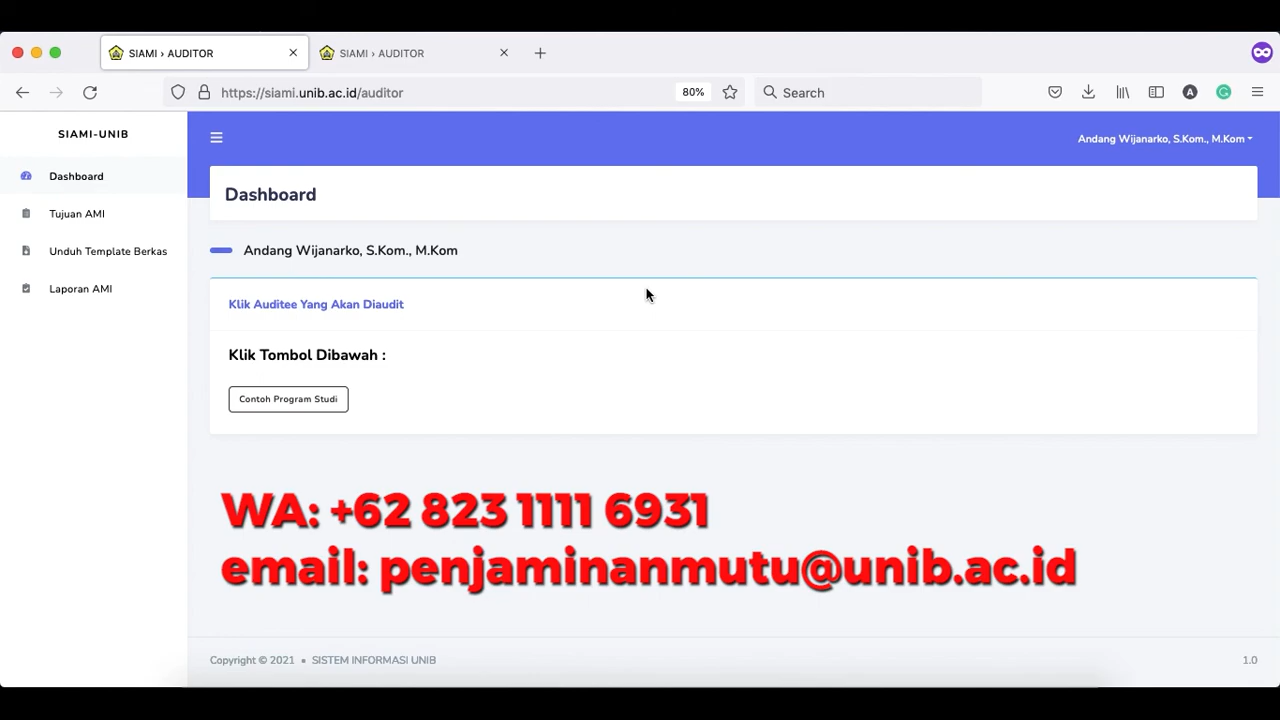 SIAMI › AUDITOR
SIAMI › AUDITOR
https://siami.unib.ac.id/auditor
80%
Search
A
SIAMI-UNIB
Andang Wijanarko, S.Kom., M.Kom
Dashboard
Tujuan AMI
Unduh Template Berkas
Laporan AMI
Dashboard
Andang Wijanarko, S.Kom., M.Kom
Klik Auditee Yang Akan Diaudit
Klik Tombol Dibawah :
Contoh Program Studi
WA: +62 823 1111 6931
email: penjaminanmutu@unib.ac.id
Copyright © 2021 • SISTEM INFORMASI UNIB
1.0